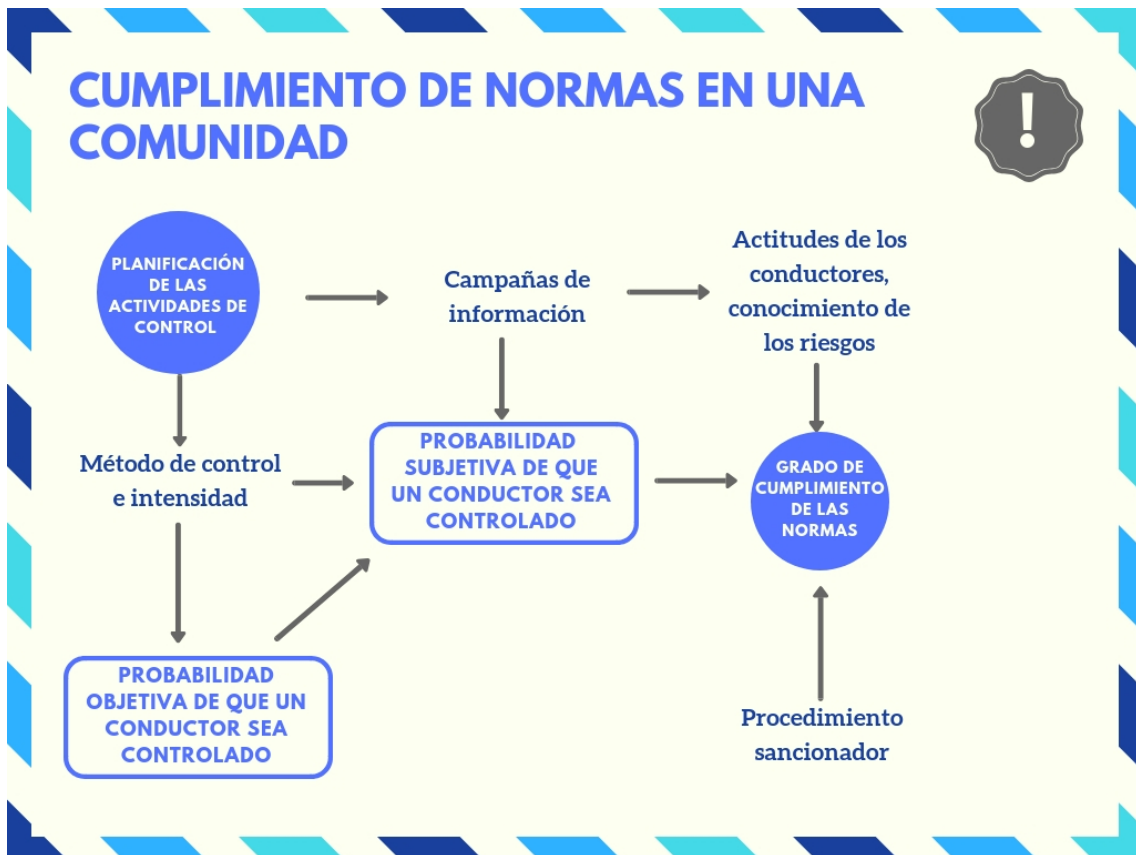 CUMPLIMIENTO DE NORMAS EN UNA
COMUNIDAD
!
PLANIFICACIÓN
DE LAS
ACTIVIDADES DE
CONTROL
Campañas de
información
Actitudes de los
conductores,
conocimiento de
los riesgos
Método de control
e intensidad
PROBABILIDAD
SUBJETIVA DE QUE
UN CONDUCTOR SEA
CONTROLADO
GRADO DE
CUMPLIMIENTO
DE LAS
NORMAS
PROBABILIDAD
OBJETIVA DE QUE UN
CONDUCTOR SEA
CONTROLADO
Procedimiento
sancionador